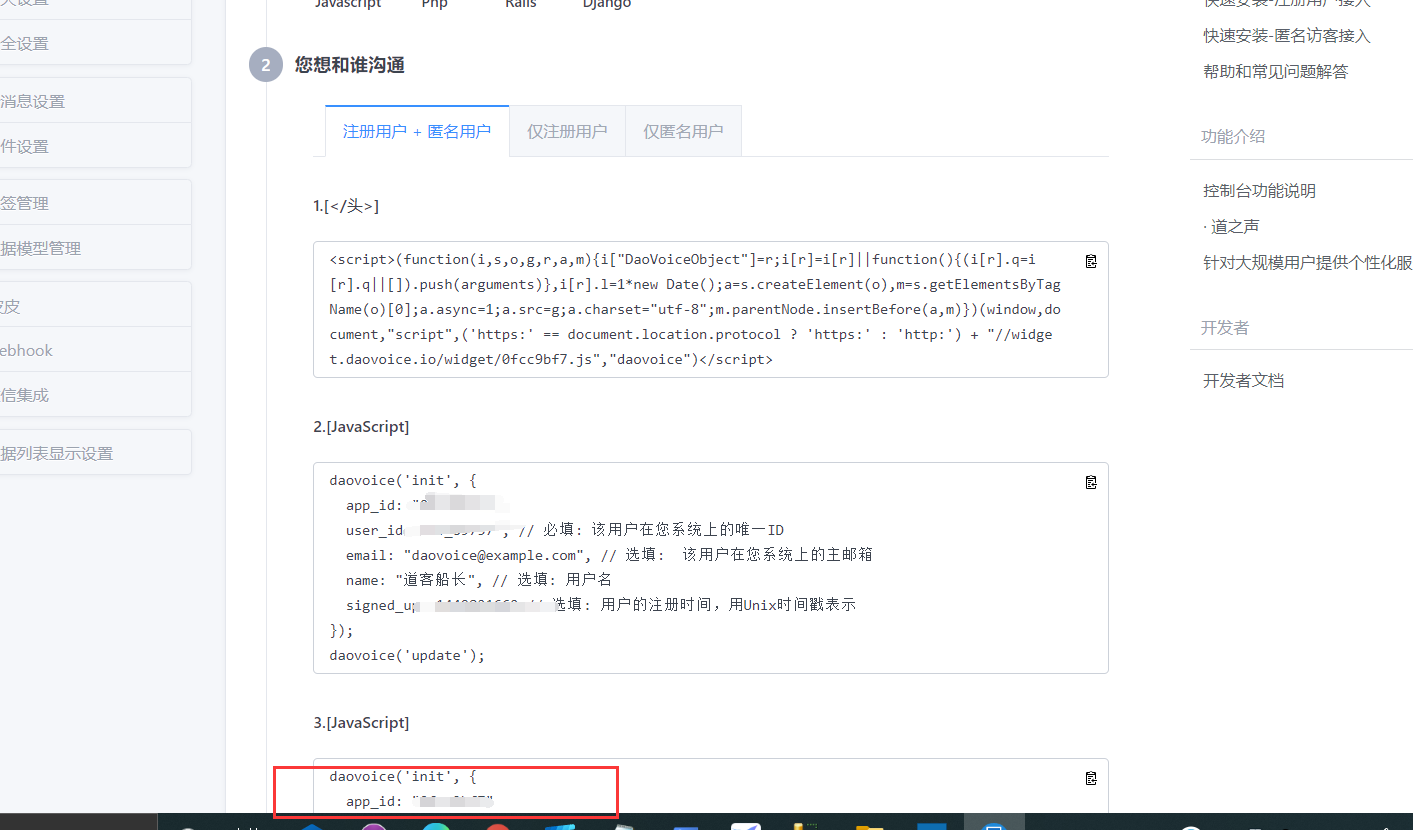 Javascript Php Rails Django
快速安装-注册用户接入
快速安装-匿名访客接入
帮助和常见问题解答
功能介绍
控制台功能说明
· 道之声
针对大规模用户提供个性化服
开发者
开发者文档
全设置
消息设置
件设置
签管理
据模型管理
ebhook
信集成
据列表显示设置
2 您想和谁沟通
注册用户 + 匿名用户 仅注册用户 仅匿名用户
1.[</头>]
<script>(function(i,s,o,g,r,a,m){i["DaoVoiceObject"]=r;i[r]=i[r]||function(){(i[r].q=i
[r].q||[]).push(arguments)},i[r].l=1*new Date();a=s.createElement(o),m=s.getElementsByTag
Name(o)[0];a.async=1;a.src=g;a.charset="utf-8";m.parentNode.insertBefore(a,m)})(window,do
cument,"script",('https:' == document.location.protocol ? 'https:' : 'http:') + "//widge
t.daovoice.io/widget/0fcc9bf7.js","daovoice")</script>
2.[JavaScript]
daovoice('init', {
app_id:
user_id // 必填: 该用户在您系统上的唯一ID
email: "daovoice@example.com", // 选填: 该用户在您系统上的主邮箱
name: "道客船长", // 选填: 用户名
signed_up 选填: 用户的注册时间，用Unix时间戳表示
});
daovoice('update');
3.[JavaScript]
daovoice('init', {
app_id: